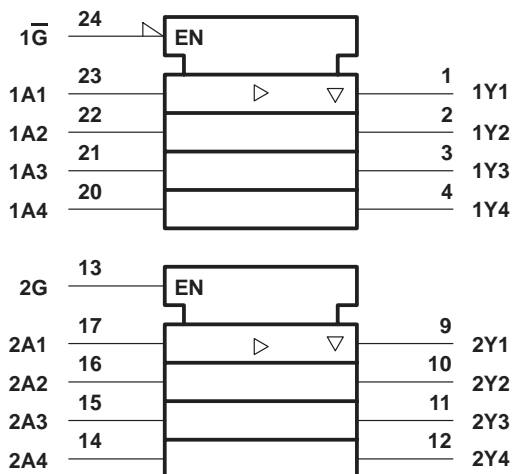 24
1G̅ EN
23 1
1A1 1Y1
22 2
1A2 1Y2
21 3
1A3 1Y3
20 4
1A4 1Y4
13
2G EN
17 9
2A1 2Y1
16 10
2A2 2Y2
15 11
2A3 2Y3
14 12
2A4 2Y4